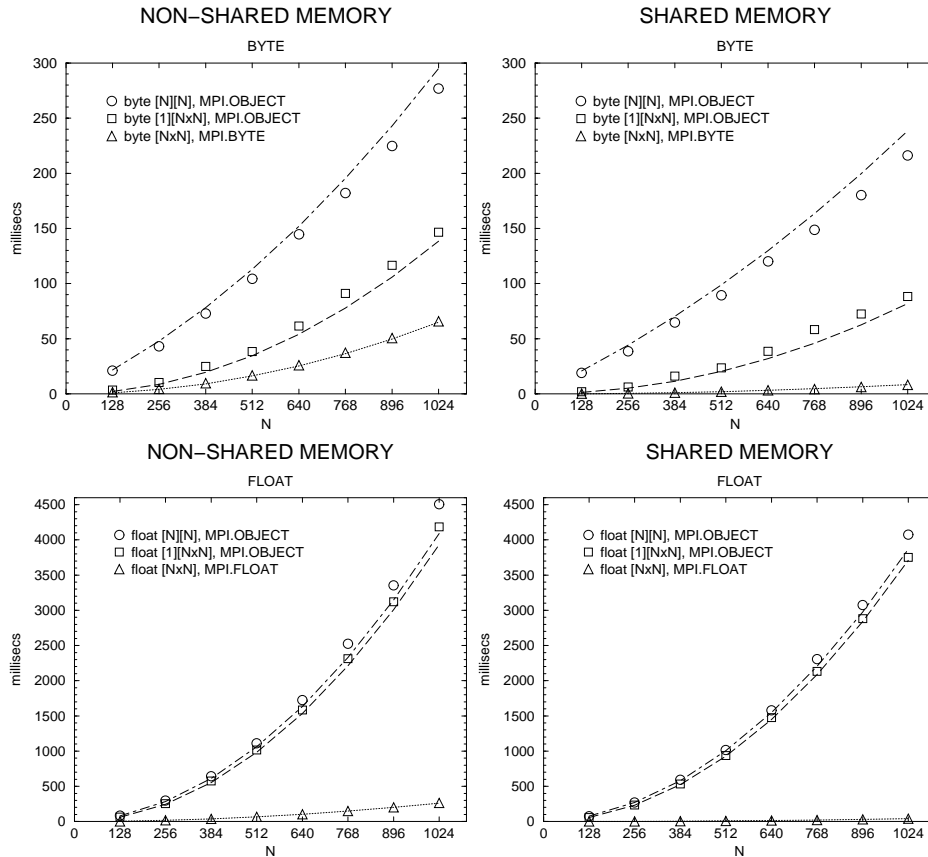 NON−SHARED MEMORY
BYTE
300
250
200
150
100
50
0
millisecs
byte [N][N], MPI.OBJECT
byte [1][NxN], MPI.OBJECT
byte [NxN], MPI.BYTE
0 128 256 384 512 640 768 896 1024
N
SHARED MEMORY
BYTE
300
250
200
150
100
50
0
millisecs
byte [N][N], MPI.OBJECT
byte [1][NxN], MPI.OBJECT
byte [NxN], MPI.BYTE
0 128 256 384 512 640 768 896 1024
N
NON−SHARED MEMORY
FLOAT
4500
4000
3500
3000
2500
2000
1500
1000
500
0
millisecs
float [N][N], MPI.OBJECT
float [1][NxN], MPI.OBJECT
float [NxN], MPI.FLOAT
0 128 256 384 512 640 768 896 1024
N
SHARED MEMORY
FLOAT
4500
4000
3500
3000
2500
2000
1500
1000
500
0
millisecs
float [N][N], MPI.OBJECT
float [1][NxN], MPI.OBJECT
float [NxN], MPI.FLOAT
0 128 256 384 512 640 768 896 1024
N